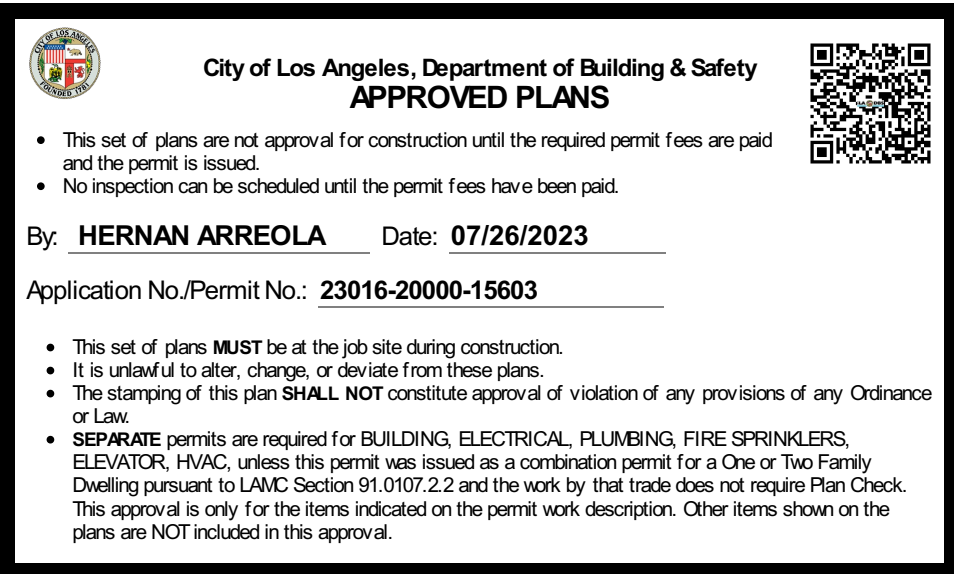 CITY OF LOS ANGELES
FOUNDED 1781
City of Los Angeles, Department of Building & Safety
APPROVED PLANS
• This set of plans are not approval for construction until the required permit fees are paid
and the permit is issued.
• No inspection can be scheduled until the permit fees have been paid.
By: HERNAN ARREOLA Date: 07/26/2023
Application No./Permit No.: 23016-20000-15603
• This set of plans MUST be at the job site during construction.
• It is unlawful to alter, change, or deviate from these plans.
• The stamping of this plan SHALL NOT constitute approval of violation of any provisions of any Ordinance
or Law.
• SEPARATE permits are required for BUILDING, ELECTRICAL, PLUMBING, FIRE SPRINKLERS,
ELEVATOR, HVAC, unless this permit was issued as a combination permit for a One or Two Family
Dwelling pursuant to LAMC Section 91.0107.2.2 and the work by that trade does not require Plan Check.
This approval is only for the items indicated on the permit work description. Other items shown on the
plans are NOT included in this approval.